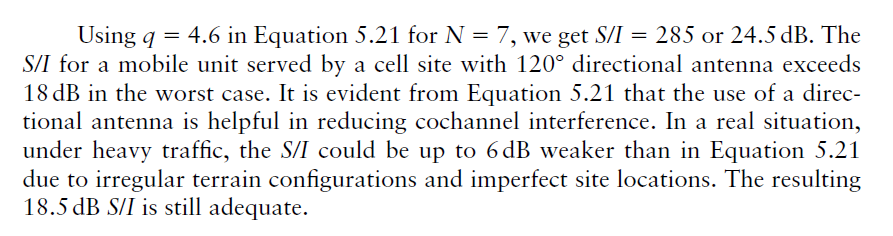 Using q = 4.6 in Equation 5.21 for N = 7, we get S/I = 285 or 24.5 dB. The
S/I for a mobile unit served by a cell site with 120° directional antenna exceeds
18 dB in the worst case. It is evident from Equation 5.21 that the use of a direc-
tional antenna is helpful in reducing cochannel interference. In a real situation,
under heavy traffic, the S/I could be up to 6 dB weaker than in Equation 5.21
due to irregular terrain configurations and imperfect site locations. The resulting
18.5 dB S/I is still adequate.